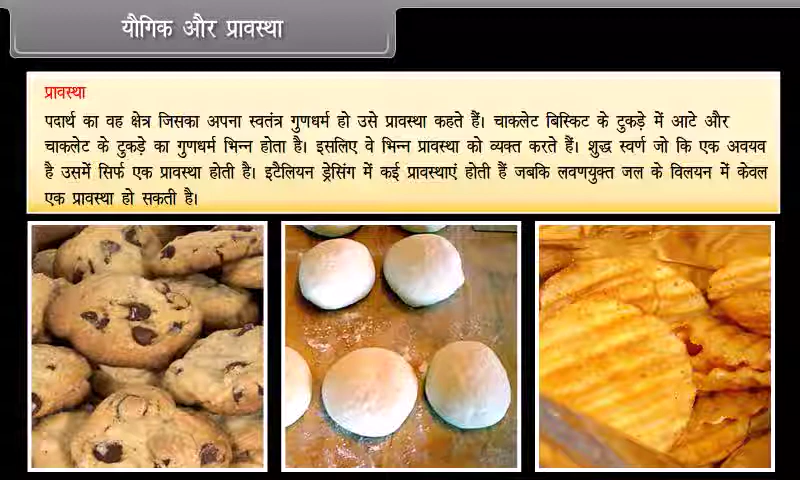 यौगिक और प्रावस्था
प्रावस्था
पदार्थ का वह क्षेत्र जिसका अपना स्वतंत्र गुणधर्म हो उसे प्रावस्था कहते हैं। चाकलेट बिस्किट के टुकड़े में आटे और
चाकलेट के टुकड़े का गुणधर्म भिन्न होता है। इसलिए वे भिन्न प्रावस्था को व्यक्त करते हैं। शुद्ध स्वर्ण जो कि एक अवयव
है उसमें सिर्फ एक प्रावस्था होती है। इटैलियन ड्रेसिंग में कई प्रावस्थाएं होती हैं जबकि लवणयुक्त जल के विलयन में केवल
एक प्रावस्था हो सकती है।